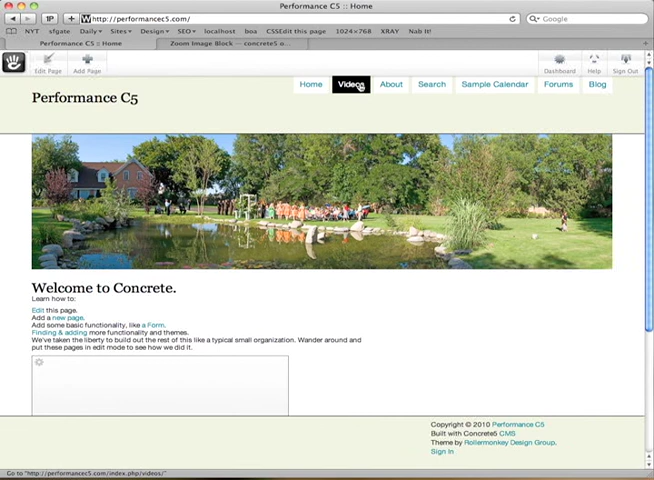 Performance C5 :: Home
1P
http://performancec5.com/
Google
NYT sfgate Daily Sites Design SEO localhost boa CSSEdit this page 1024×768 XRAY Nab It!
Performance C5 :: Home
Zoom Image Block — concrete5 o...
Edit Page
Add Page
Dashboard
Help
Sign Out
Home Videos About Search Sample Calendar Forums Blog
Performance C5
Welcome to Concrete.
Learn how to:
Edit this page.
Add a new page.
Add some basic functionality, like a Form.
Finding & adding more functionality and themes.
We've taken the liberty to build out the rest of this like a typical small organization. Wander around and
put these pages in edit mode to see how we did it.
Copyright © 2010 Performance C5
Built with Concrete5 CMS
Theme by Rollermonkey Design Group.
Sign In
Go to "http://performancec5.com/index.php/videos/"